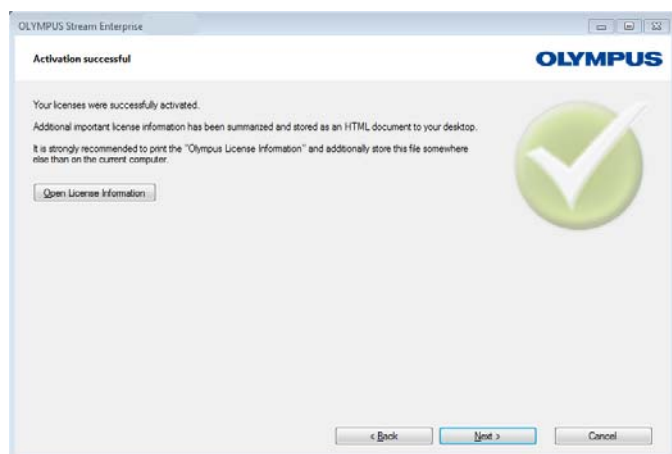 OLYMPUS Stream Enterprise
Activation successful
OLYMPUS
Your licenses were successfully activated.
Additional important license information has been summarized and stored as an HTML document to your desktop.
It is strongly recommended to print the "Olympus License Information" and additionally store this file somewhere
else than on the current computer.
Open License Information
< Back
Next >
Cancel